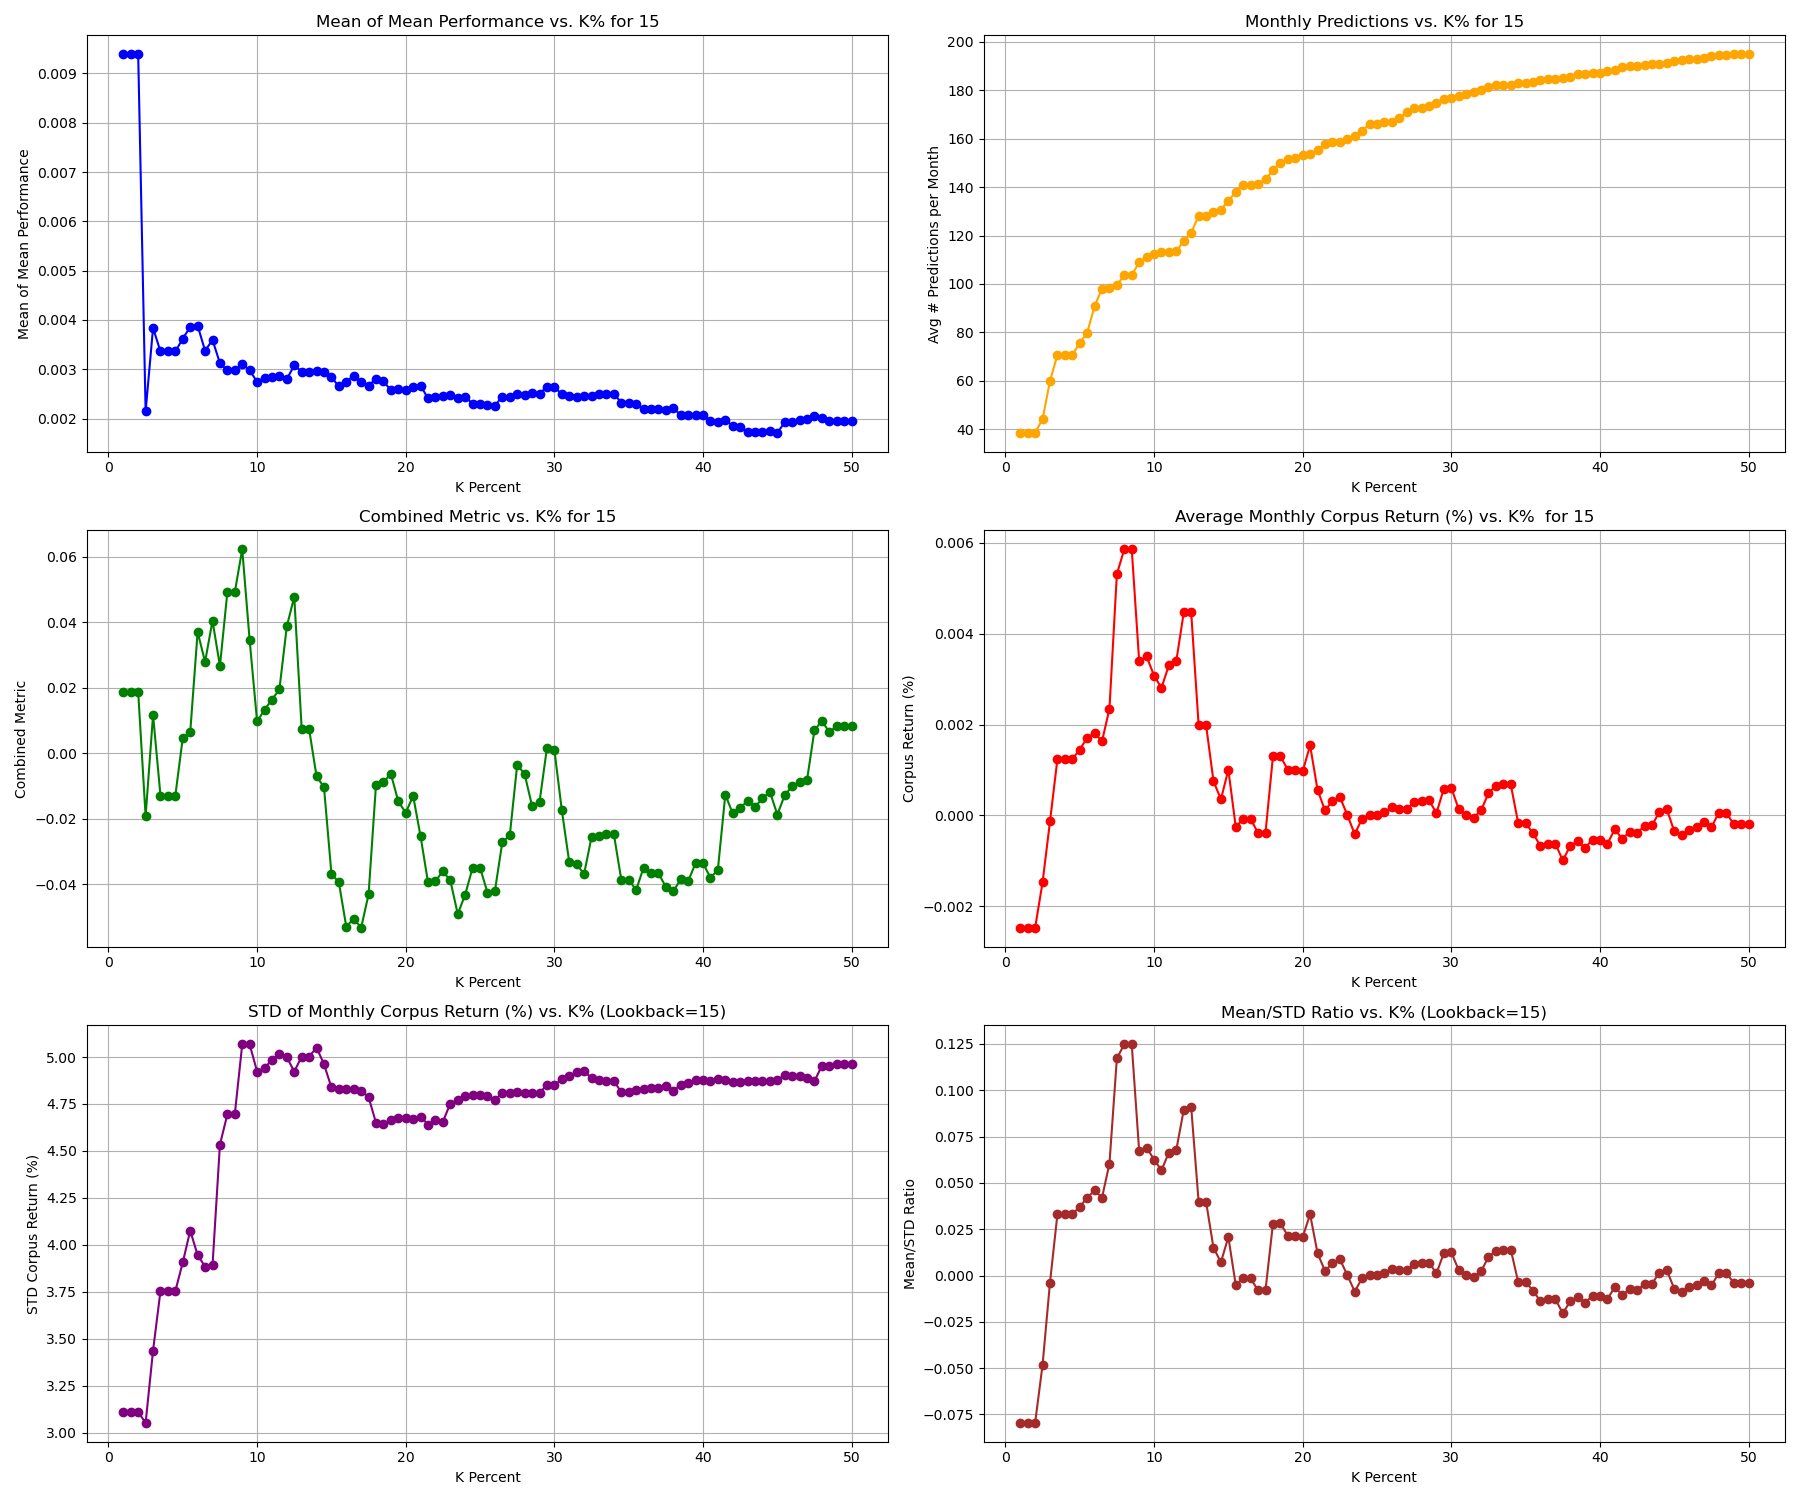 Mean of Mean Performance vs. K% for 15
Mean of Mean Performance
0.009
0.008
0.007
0.006
0.005
0.004
0.003
0.002
0 10 20 30 40 50
K Percent
Monthly Predictions vs. K% for 15
Avg # Predictions per Month
200
180
160
140
120
100
80
60
40
0 10 20 30 40 50
K Percent
Combined Metric vs. K% for 15
Combined Metric
0.06
0.04
0.02
0.00
−0.02
−0.04
0 10 20 30 40 50
K Percent
Average Monthly Corpus Return (%) vs. K%  for 15
Corpus Return (%)
0.006
0.004
0.002
0.000
−0.002
0 10 20 30 40 50
K Percent
STD of Monthly Corpus Return (%) vs. K% (Lookback=15)
STD Corpus Return (%)
5.00
4.75
4.50
4.25
4.00
3.75
3.50
3.25
3.00
0 10 20 30 40 50
K Percent
Mean/STD Ratio vs. K% (Lookback=15)
Mean/STD Ratio
0.125
0.100
0.075
0.050
0.025
0.000
−0.025
−0.050
−0.075
0 10 20 30 40 50
K Percent